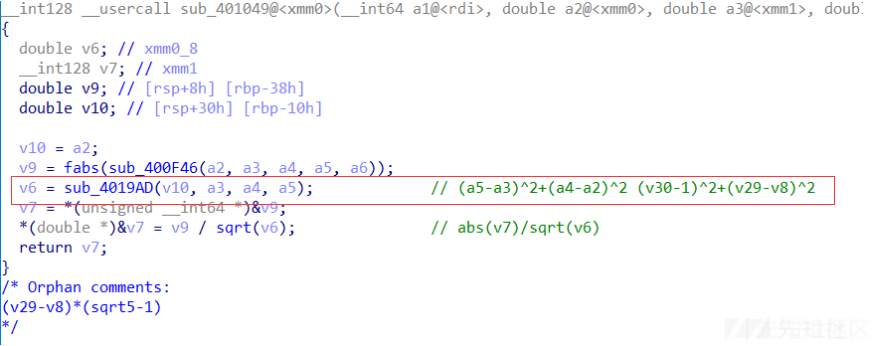 __int128 __usercall sub_401049@<xmm0>(__int64 a1@<rdi>, double a2@<xmm0>, double a3@<xmm1>, doubl
{
  double v6; // xmm0_8
  __int128 v7; // xmm1
  double v9; // [rsp+8h] [rbp-38h]
  double v10; // [rsp+30h] [rbp-10h]
  v10 = a2;
  v9 = fabs(sub_400F46(a2, a3, a4, a5, a6));
  v6 = sub_4019AD(v10, a3, a4, a5); // (a5-a3)^2+(a4-a2)^2 (v30-1)^2+(v29-v8)^2
  v7 = *(unsigned __int64 *)&v9;
  *(double *)&v7 = v9 / sqrt(v6); // abs(v7)/sqrt(v6)
  return v7;
}
/* Orphan comments:
(v29-v8)*(sqrt5-1)
*/
先知社区